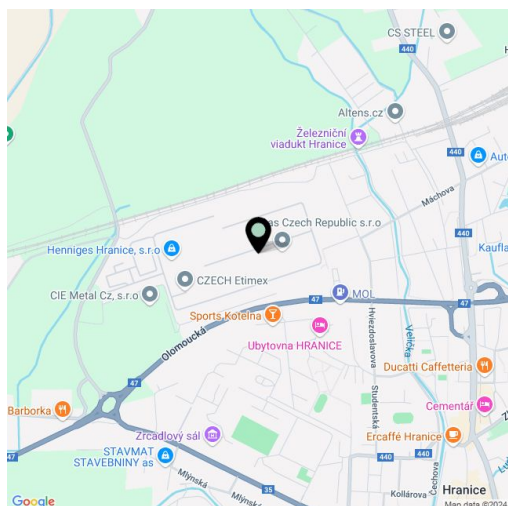 CS STEEL
440
440
Altens.cz
Železniční
viadukt Hranice
440
Auto
Máchova
as Czech Republic s.r.o
Kaufla
Henniges Hranice, s.r.o
CZECH Etimex
CIE Metal Cz, s.r.o
MOL
47
47
Sports Kotelna
Olomoucká
Ubytovna HRANICE
Hviezdoslavova
Velička
Ducatti Caffetteria
47
Studentská
Barborka
Cementář
440
Zrcadlový sál
Ercaffé Hranice
47
STAVMAT
STAVEBNINY as
35
Mlýnská
Mlýnská
Čechova
Kollárova
Hranice
Google
Map data ©2024